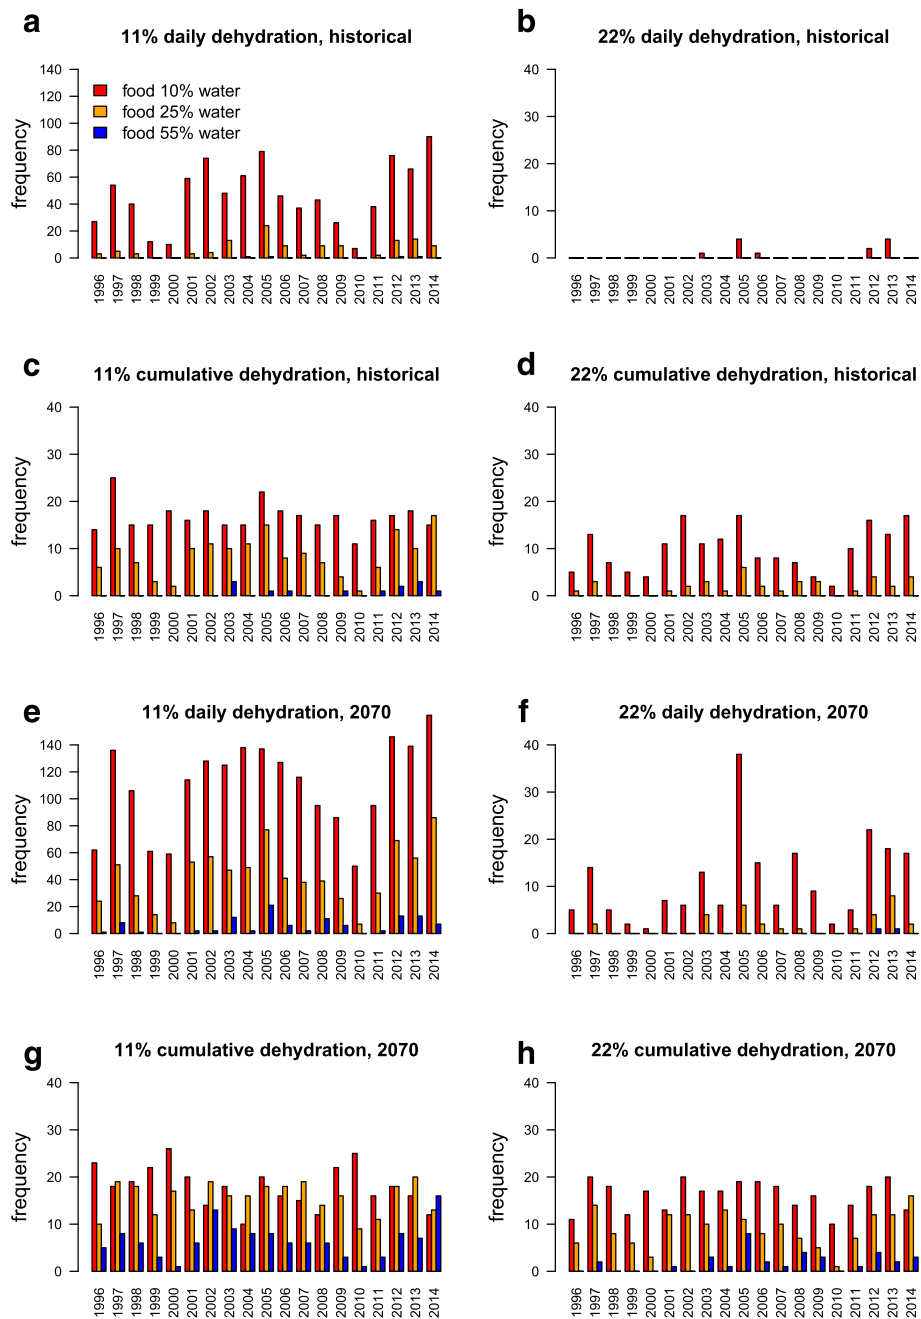 a
11% daily dehydration, historical
140
120
100
80
60
40
20
0
frequency
food 10% water
food 25% water
food 55% water
1996 1997 1998 1999 2000 2001 2002 2003 2004 2005 2006 2007 2008 2009 2010 2011 2012 2013 2014
b
22% daily dehydration, historical
40
30
20
10
0
frequency
1996 1997 1998 1999 2000 2001 2002 2003 2004 2005 2006 2007 2008 2009 2010 2011 2012 2013 2014
c
11% cumulative dehydration, historical
40
30
20
10
0
frequency
1996 1997 1998 1999 2000 2001 2002 2003 2004 2005 2006 2007 2008 2009 2010 2011 2012 2013 2014
d
22% cumulative dehydration, historical
40
30
20
10
0
frequency
1996 1997 1998 1999 2000 2001 2002 2003 2004 2005 2006 2007 2008 2009 2010 2011 2012 2013 2014
e
11% daily dehydration, 2070
140
120
100
80
60
40
20
0
frequency
1996 1997 1998 1999 2000 2001 2002 2003 2004 2005 2006 2007 2008 2009 2010 2011 2012 2013 2014
f
22% daily dehydration, 2070
40
30
20
10
0
frequency
1996 1997 1998 1999 2000 2001 2002 2003 2004 2005 2006 2007 2008 2009 2010 2011 2012 2013 2014
g
11% cumulative dehydration, 2070
40
30
20
10
0
frequency
1996 1997 1998 1999 2000 2001 2002 2003 2004 2005 2006 2007 2008 2009 2010 2011 2012 2013 2014
h
22% cumulative dehydration, 2070
40
30
20
10
0
frequency
1996 1997 1998 1999 2000 2001 2002 2003 2004 2005 2006 2007 2008 2009 2010 2011 2012 2013 2014